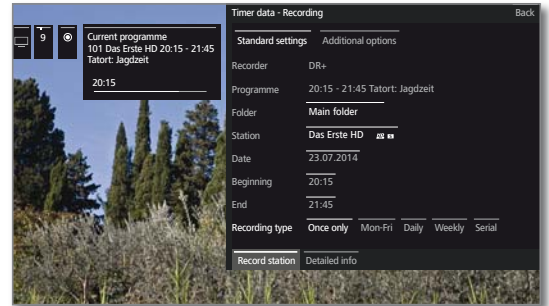 Timer data - Recording Back
9
Current programme
101 Das Erste HD 20:15 - 21:45
Tatort: Jagdzeit
20:15
Standard settings Additional options
Recorder DR+
Programme 20:15 - 21:45 Tatort: Jagdzeit
Folder Main folder
Station Das Erste HD
Date 23.07.2014
Beginning 20:15
End 21:45
Recording type Once only Mon-Fri Daily Weekly Serial
Record station Detailed info